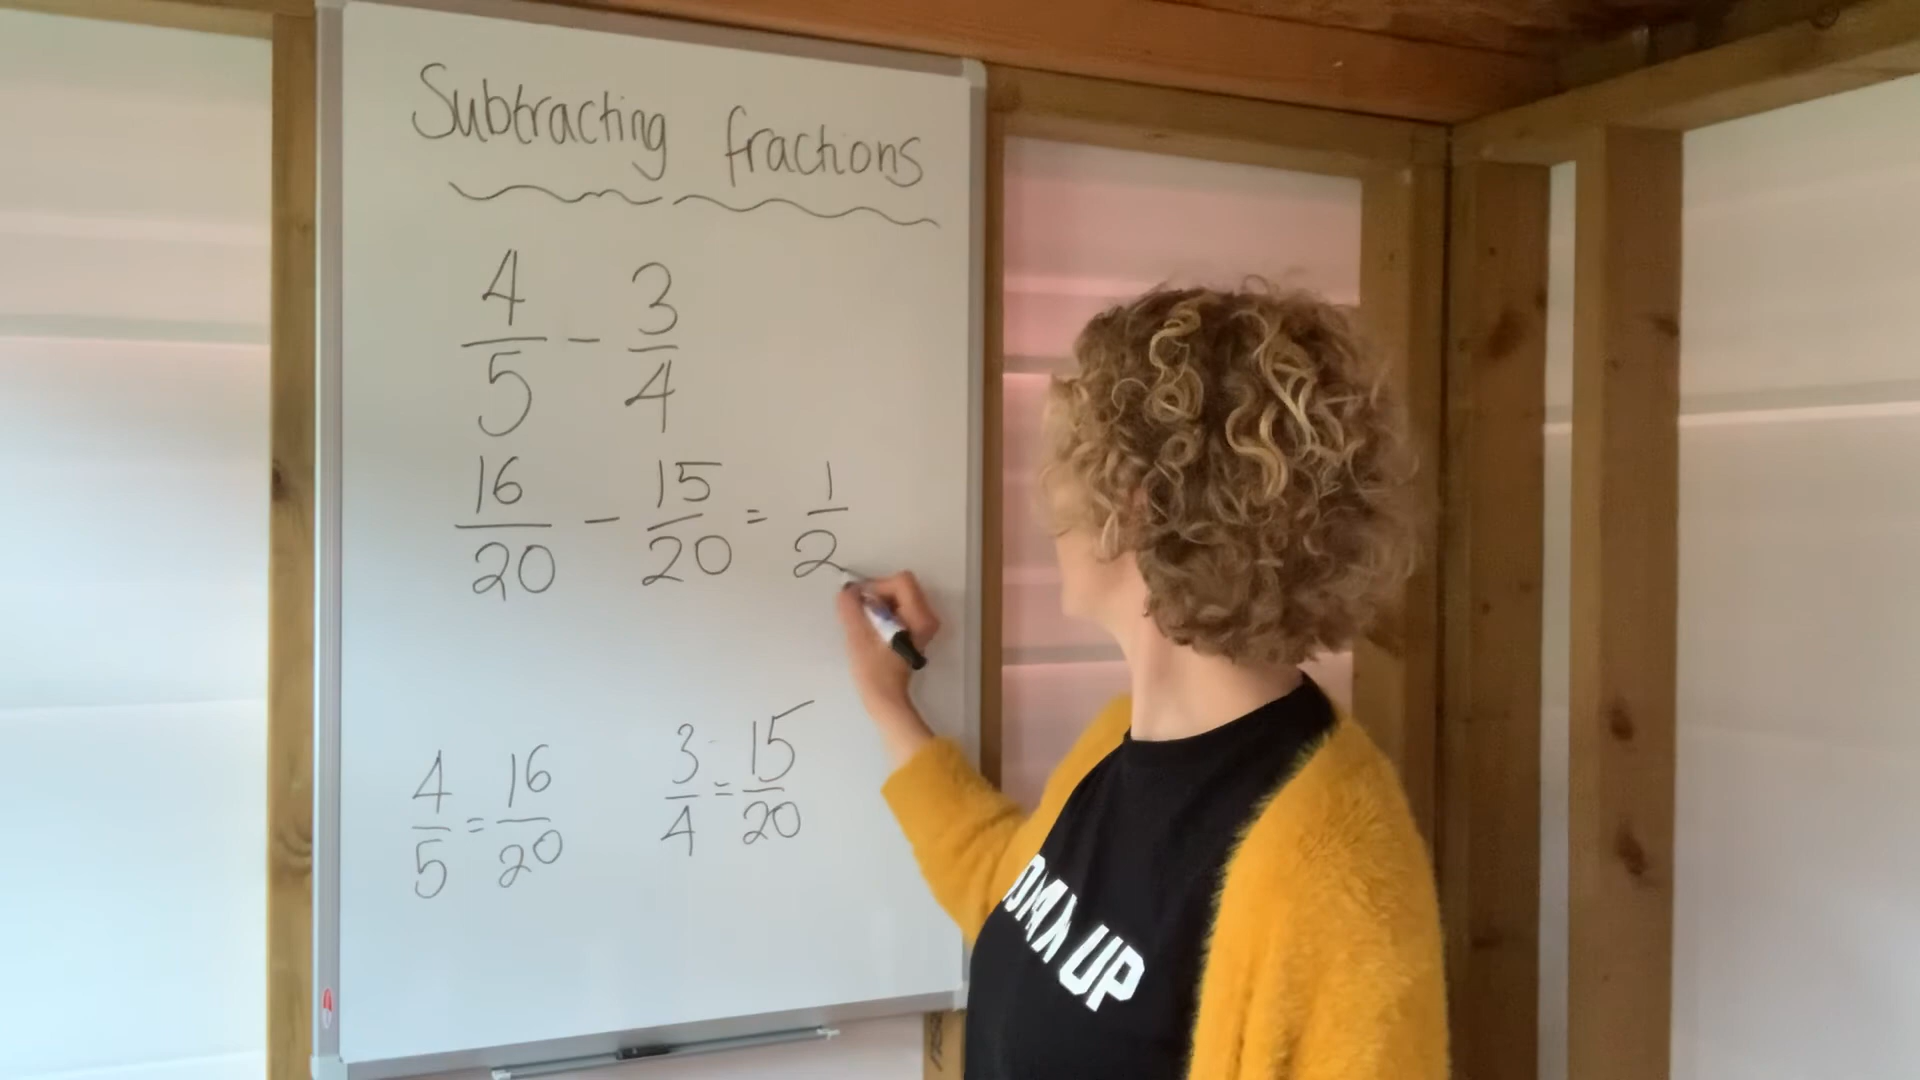 Subtracting fractions
4/5 - 3/4
16/20 - 15/20 = 1/2
4/5 = 16/20
3/4 = 15/20
UP